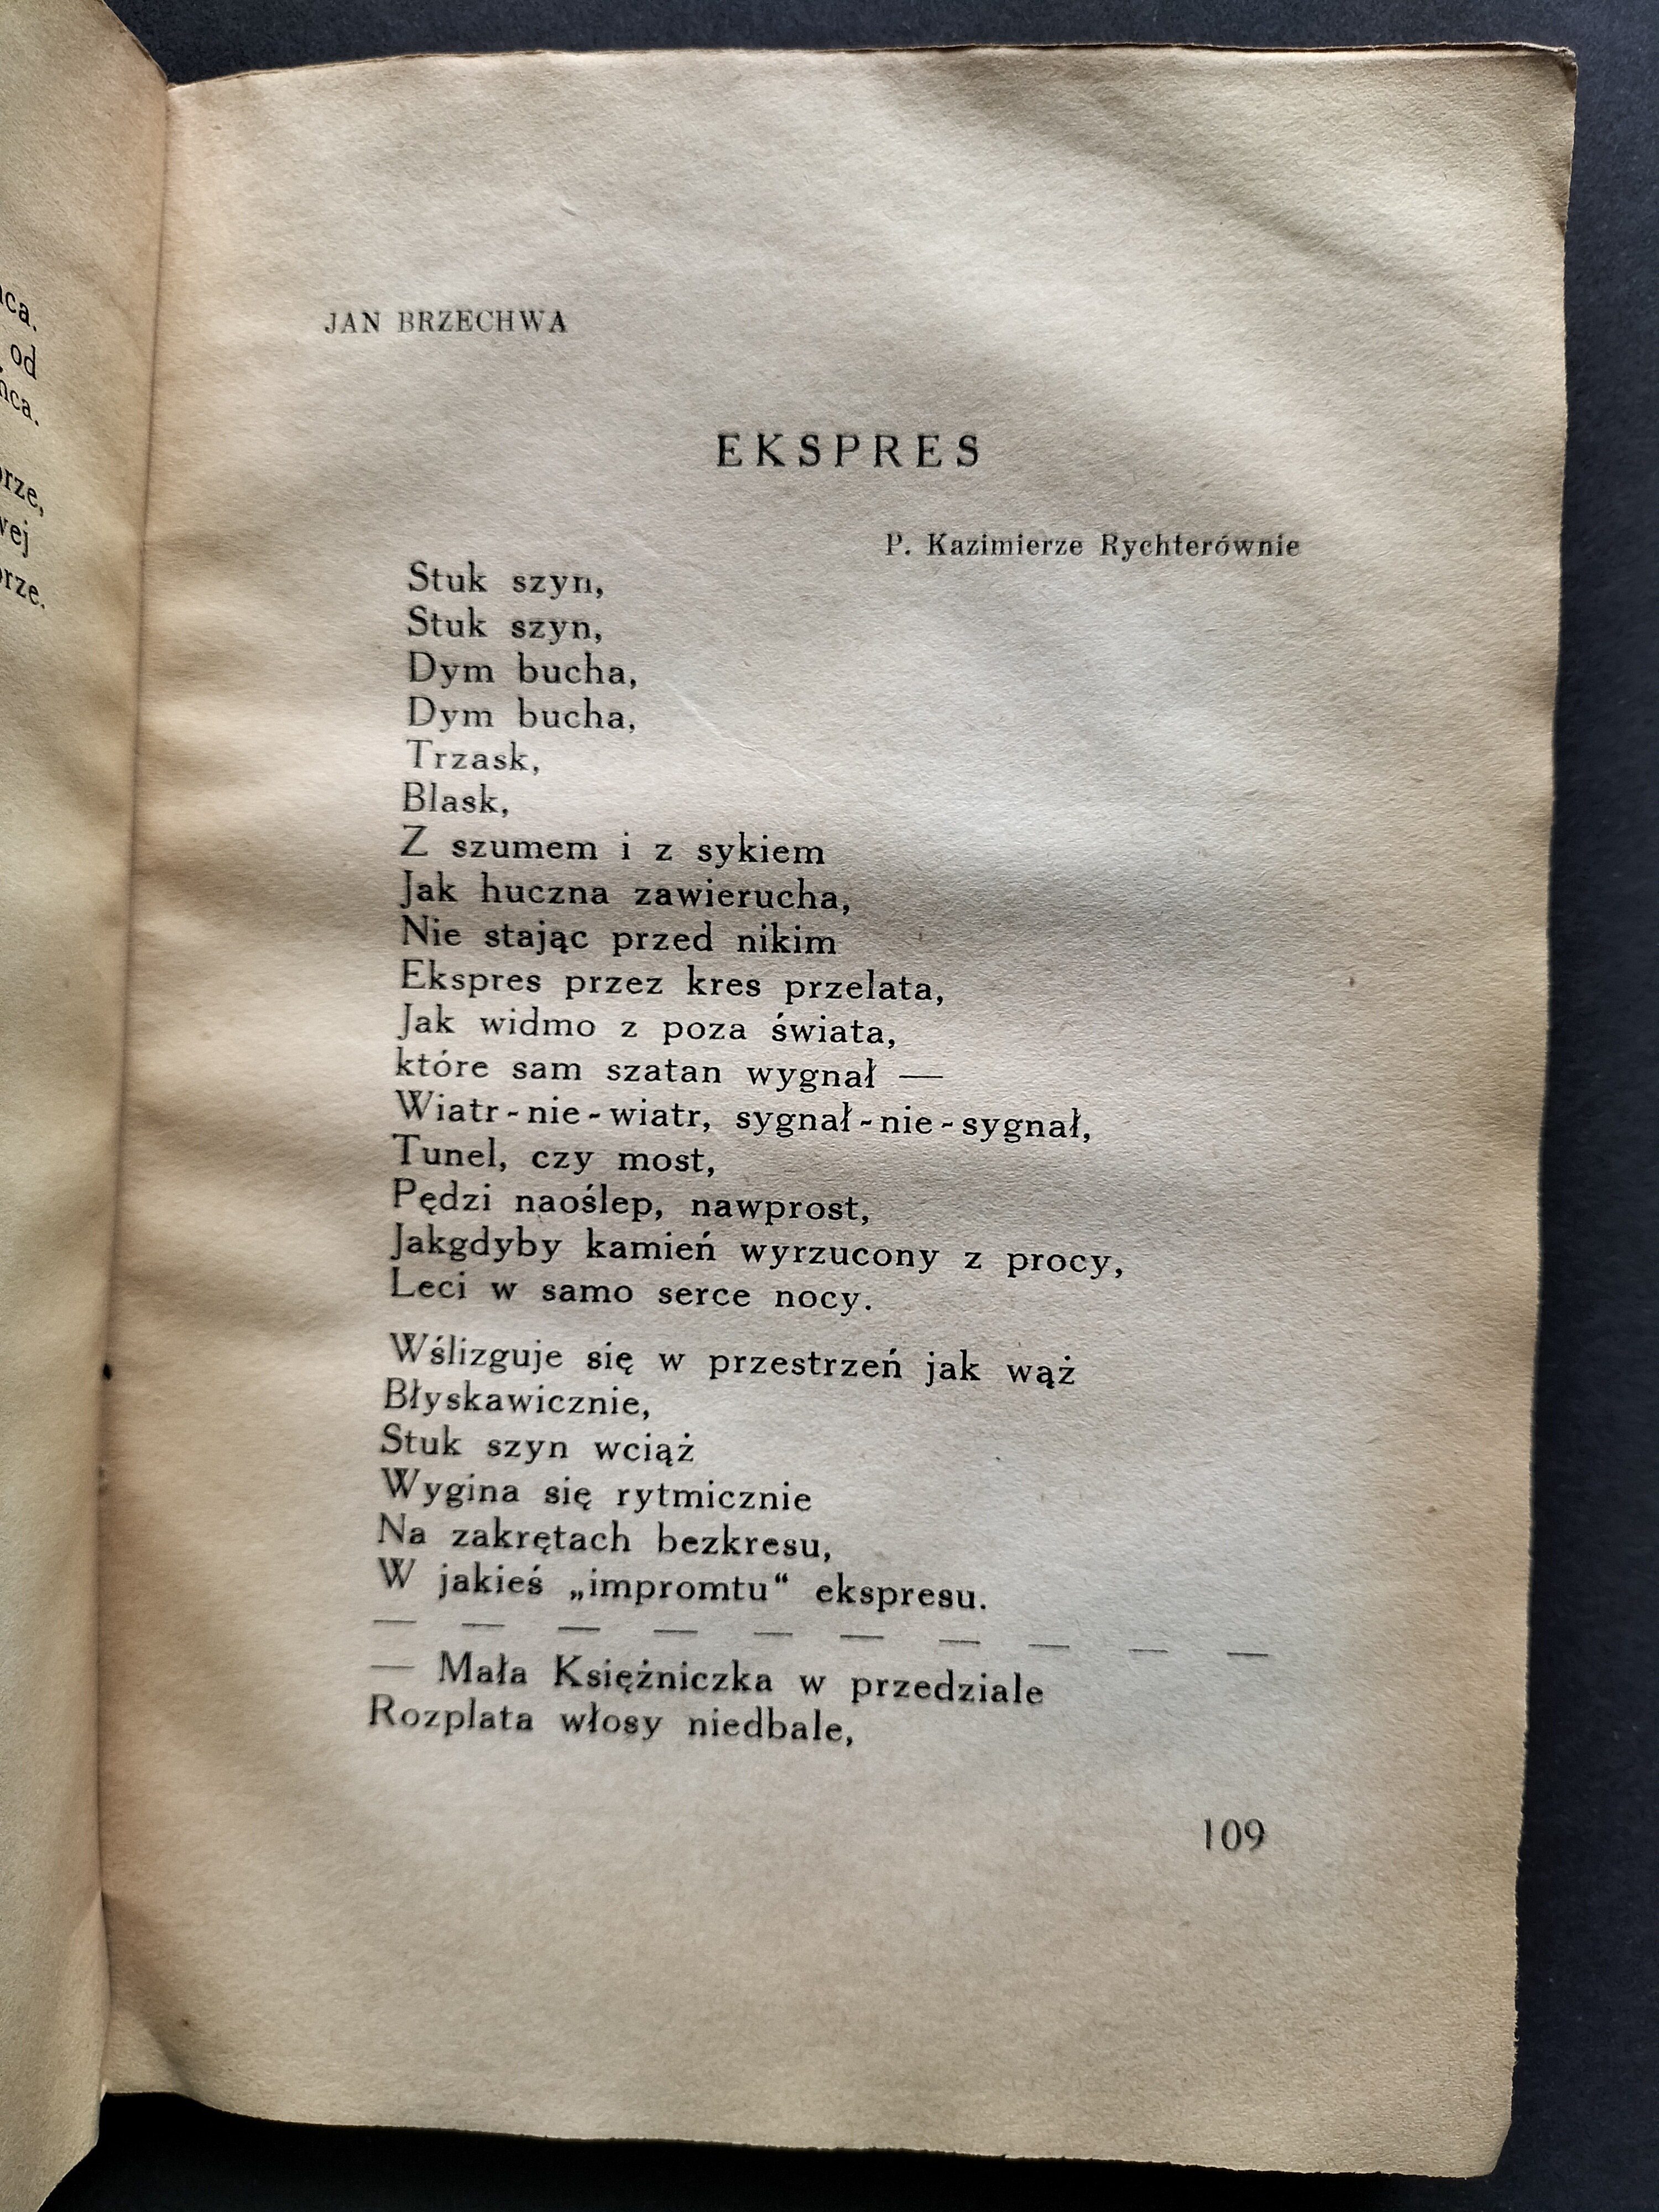 od
JAN BRZECHWA
EKSPRES
P. Kazimierze Rychterównie
Stuk szyn,
Stuk szyn,
Dym bucha,
Dym bucha,
Trzask,
Blask,
Z szumem i z sykiem
Jak huczna zawierucha,
Nie stając przed nikim
Ekspres przez kres przelata,
Jak widmo z poza świata,
które sam szatan wygnał —
Wiatr-nie-wiatr, sygnał-nie-sygnał,
Tunel, czy most,
Pędzi naoślep, nawprost,
Jakgdyby kamień wyrzucony z procy,
Leci w samo serce nocy.
Wślizguje się w przestrzeń jak wąż
Błyskawicznie,
Stuk szyn wciąż
Wygina się rytmicznie
Na zakrętach bezkresu,
W jakieś „impromtu“ ekspresu.
— — — — — — — — — —
— Mała Księżniczka w przedziale
Rozplata włosy niedbale,
109